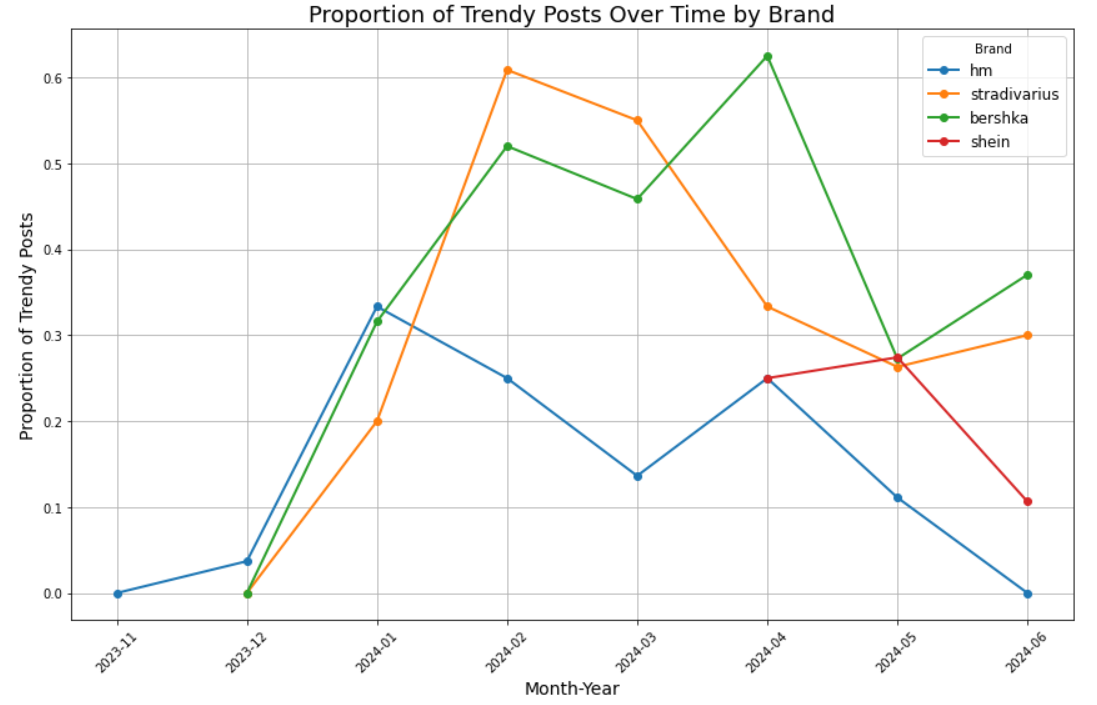 Proportion of Trendy Posts Over Time by Brand
Brand
hm
stradivarius
bershka
shein
Proportion of Trendy Posts
0.6
0.5
0.4
0.3
0.2
0.1
0.0
2023-11
2023-12
2024-01
2024-02
2024-03
2024-04
2024-05
2024-06
Month-Year